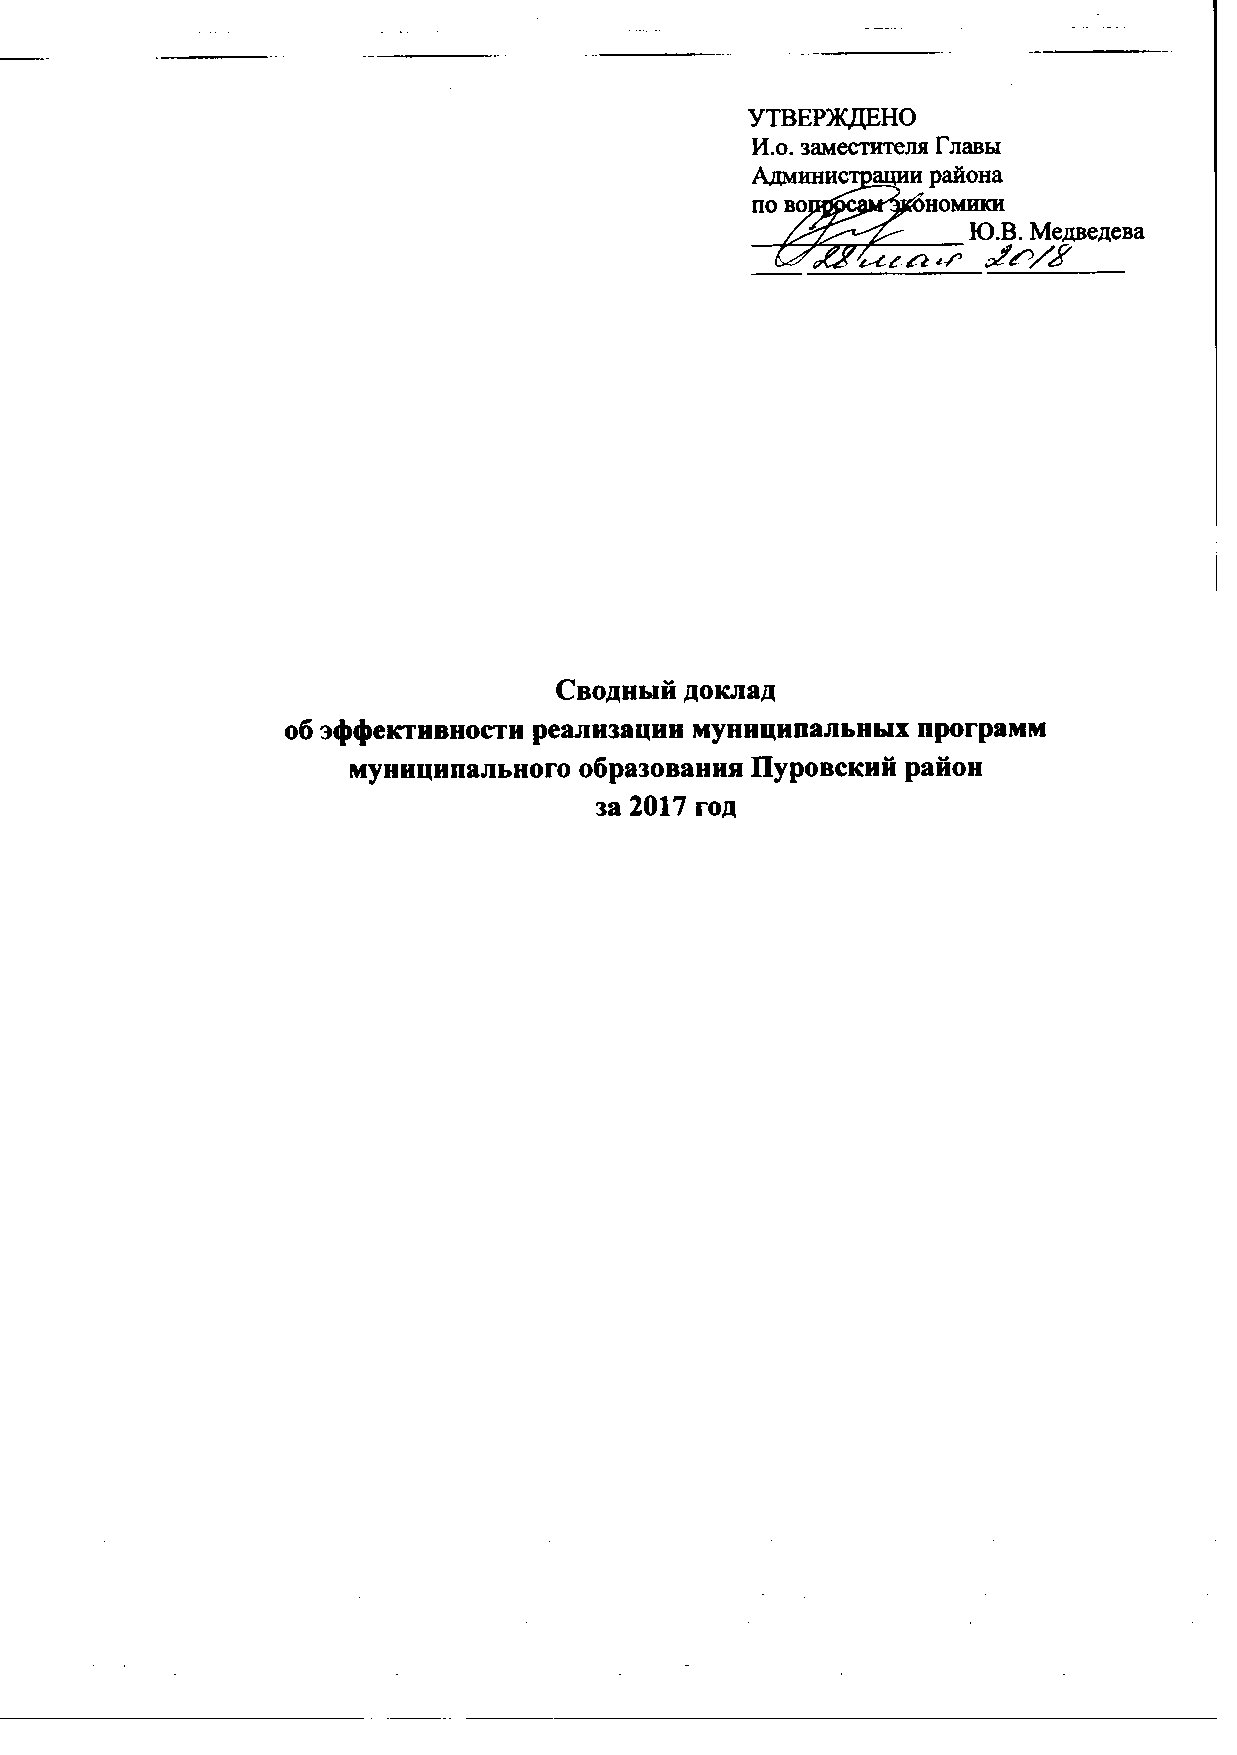 УТВЕРЖДЕНО
И.о. заместителя Главы
Администрации района
по вопросам экономики
Ю.В. Медведева
28 мая 2018
Сводный доклад
об эффективности реализации муниципальных программ
муниципального образования Пуровский район
за 2017 год